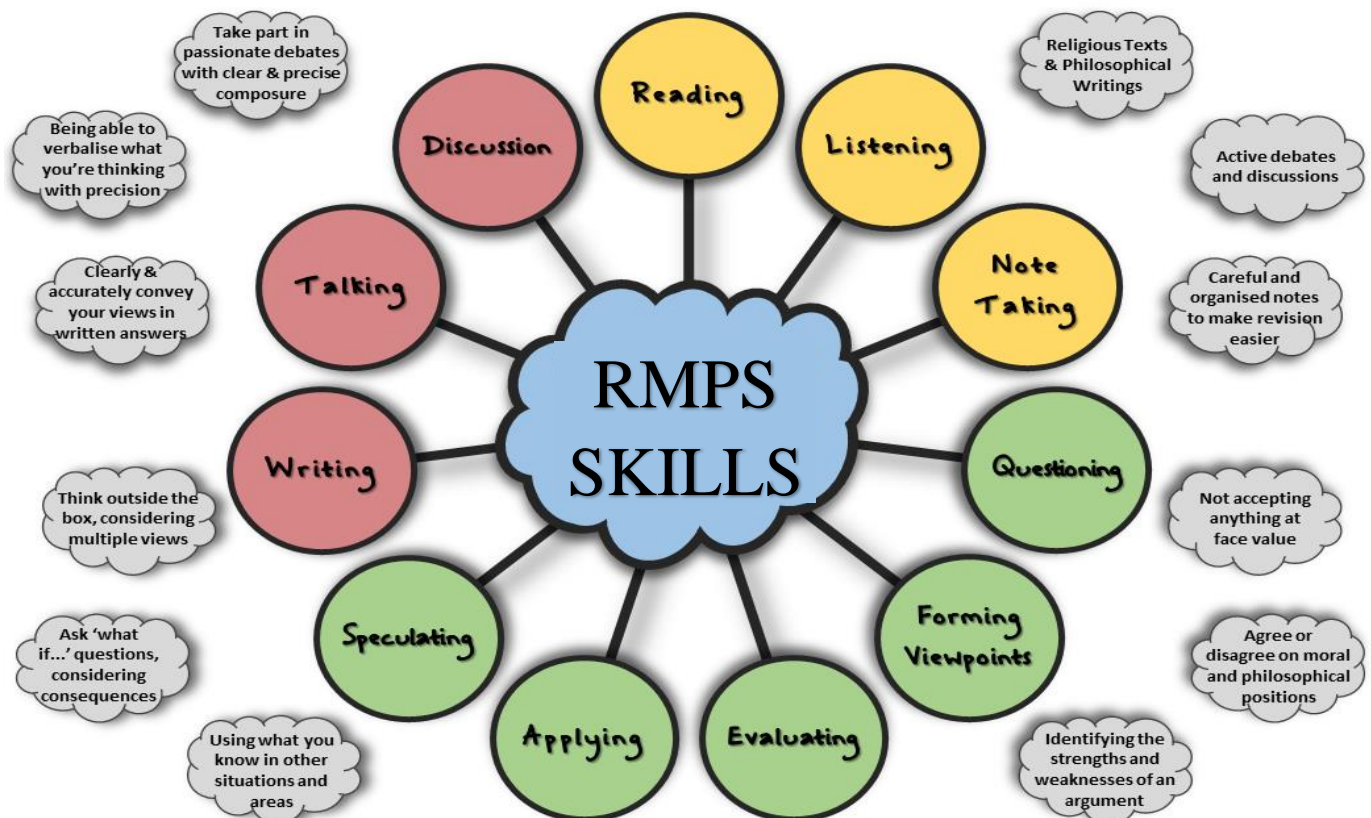 Take part in
passionate debates
with clear & precise
composure
Reading
Religious Texts
& Philosophical
Writings
Discussion
Listening
Being able to
verbalise what
you're thinking
with precision
Active debates
and discussions
Talking
Note
Taking
Clearly &
accurately convey
your views in
written answers
Careful and
organised notes
to make revision
easier
RMPS
SKILLS
Writing
Questioning
Think outside the
box, considering
multiple views
Not accepting
anything at
face value
Speculating
Forming
Viewpoints
Ask ‘what
if...’ questions,
considering
consequences
Agree or
disagree on moral
and philosophical
positions
Applying
Evaluating
Using what you
know in other
situations and
areas
Identifying the
strengths and
weaknesses of an
argument